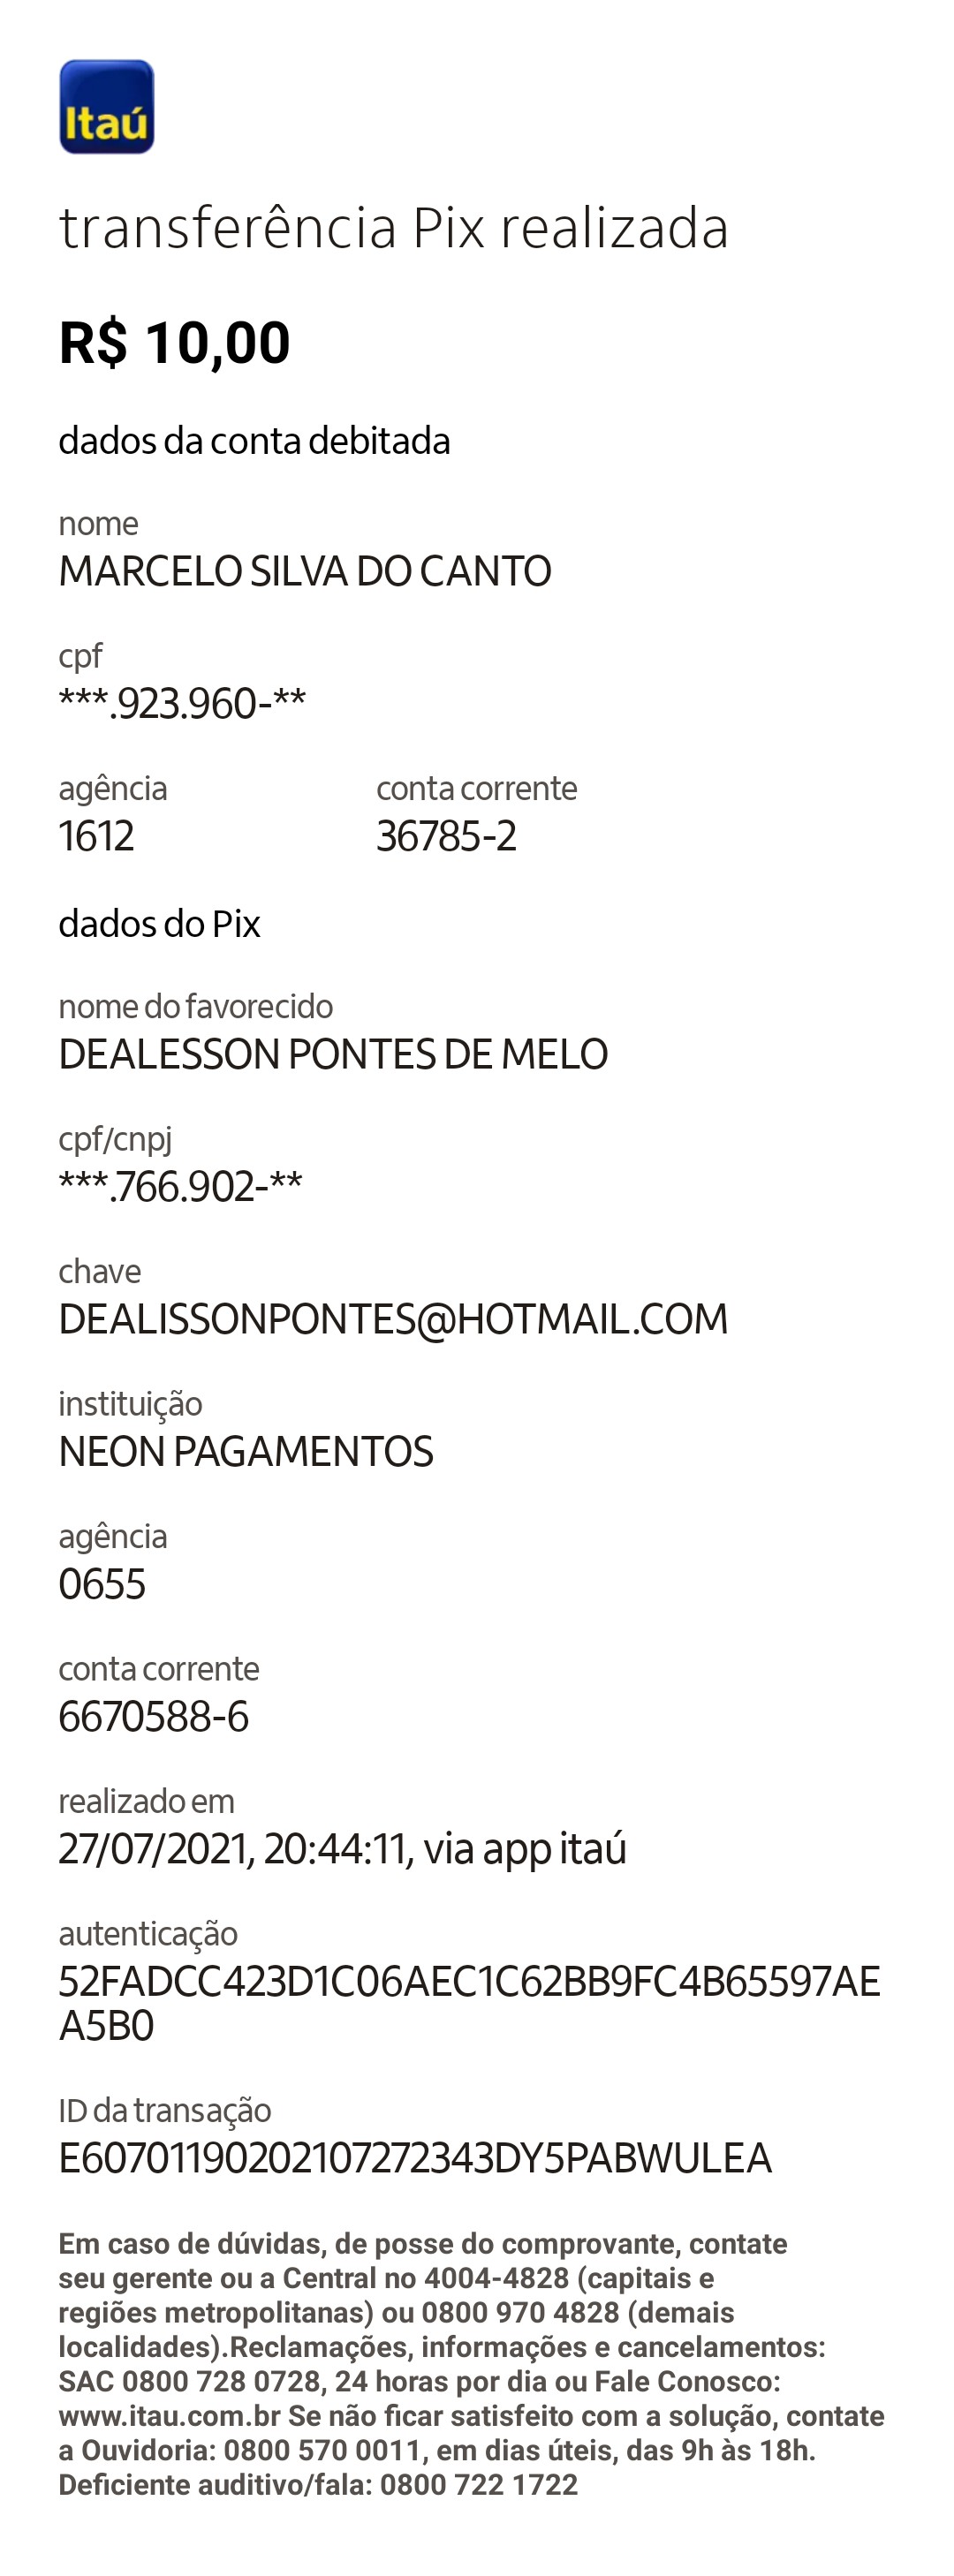 Itaú
transferência Pix realizada
R$ 10,00
dados da conta debitada
nome
MARCELO SILVA DO CANTO
cpf
***.923.960-**
agência conta corrente
1612 36785-2
dados do Pix
nome do favorecido
DEALESSON PONTES DE MELO
cpf/cnpj
***.766.902-**
chave
DEALISSONPONTES@HOTMAIL.COM
instituição
NEON PAGAMENTOS
agência
0655
conta corrente
6670588-6
realizado em
27/07/2021, 20:44:11, via app itaú
autenticação
52FADCC423D1C06AEC1C62BB9FC4B65597AE
A5B0
ID da transação
E60701190202107272343DY5PABWULEA
Em caso de dúvidas, de posse do comprovante, contate
seu gerente ou a Central no 4004-4828 (capitais e
regiões metropolitanas) ou 0800 970 4828 (demais
localidades).Reclamações, informações e cancelamentos:
SAC 0800 728 0728, 24 horas por dia ou Fale Conosco:
www.itau.com.br Se não ficar satisfeito com a solução, contate
a Ouvidoria: 0800 570 0011, em dias úteis, das 9h às 18h.
Deficiente auditivo/fala: 0800 722 1722